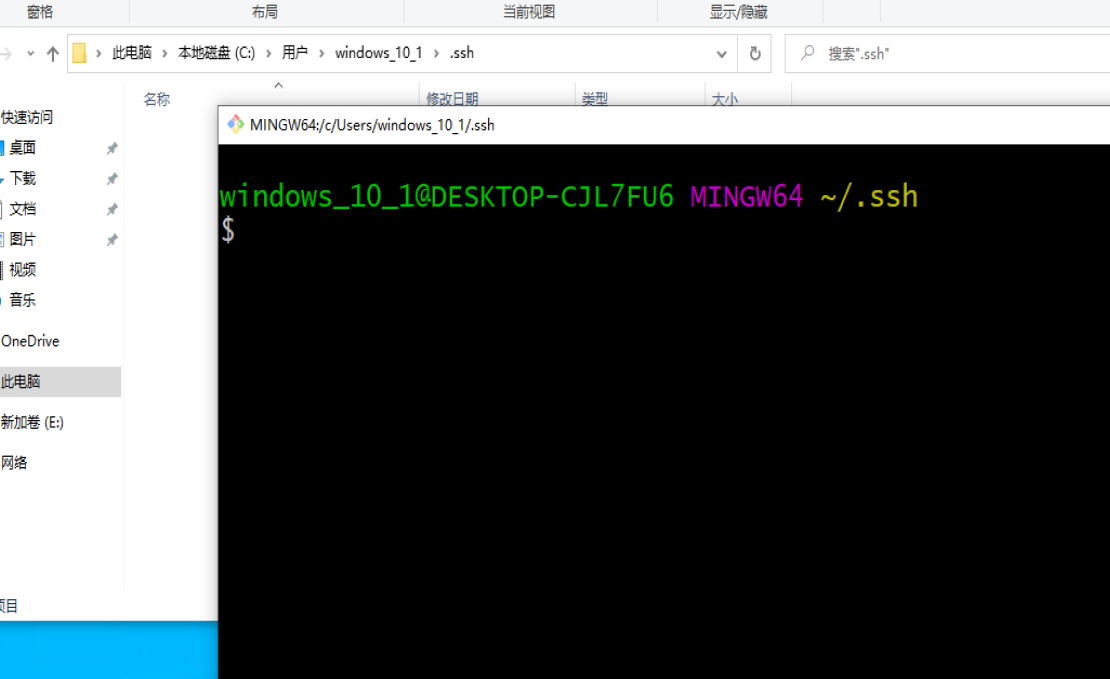 窗格 布局 当前视图 显示/隐藏
此电脑 本地磁盘 (C:) 用户 windows_10_1 .ssh 搜索".ssh"
名称 修改日期 类型 大小
快速访问
桌面
下载
文档
图片
视频
音乐
OneDrive
此电脑
新加卷 (E:)
网络
项目
MINGW64:/c/Users/windows_10_1/.ssh
windows_10_1@DESKTOP-CJL7FU6 MINGW64 ~/.ssh
$